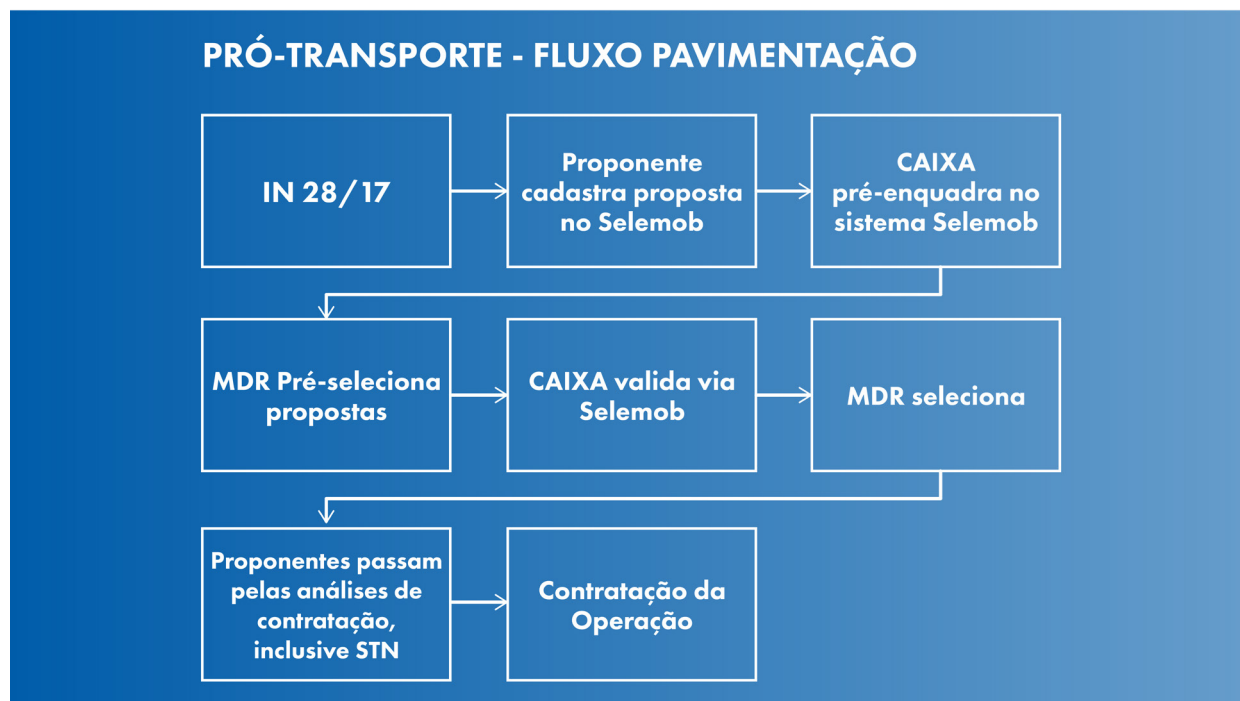 PRÓ-TRANSPORTE - FLUXO PAVIMENTAÇÃO
IN 28/17
Proponente
cadastra proposta
no Selemob
CAIXA
pré-enquadra no
sistema Selemob
MDR Pré-seleciona
propostas
CAIXA valida via
Selemob
MDR seleciona
Proponentes passam
pelas análises de
contratação,
inclusive STN
Contratação da
Operação